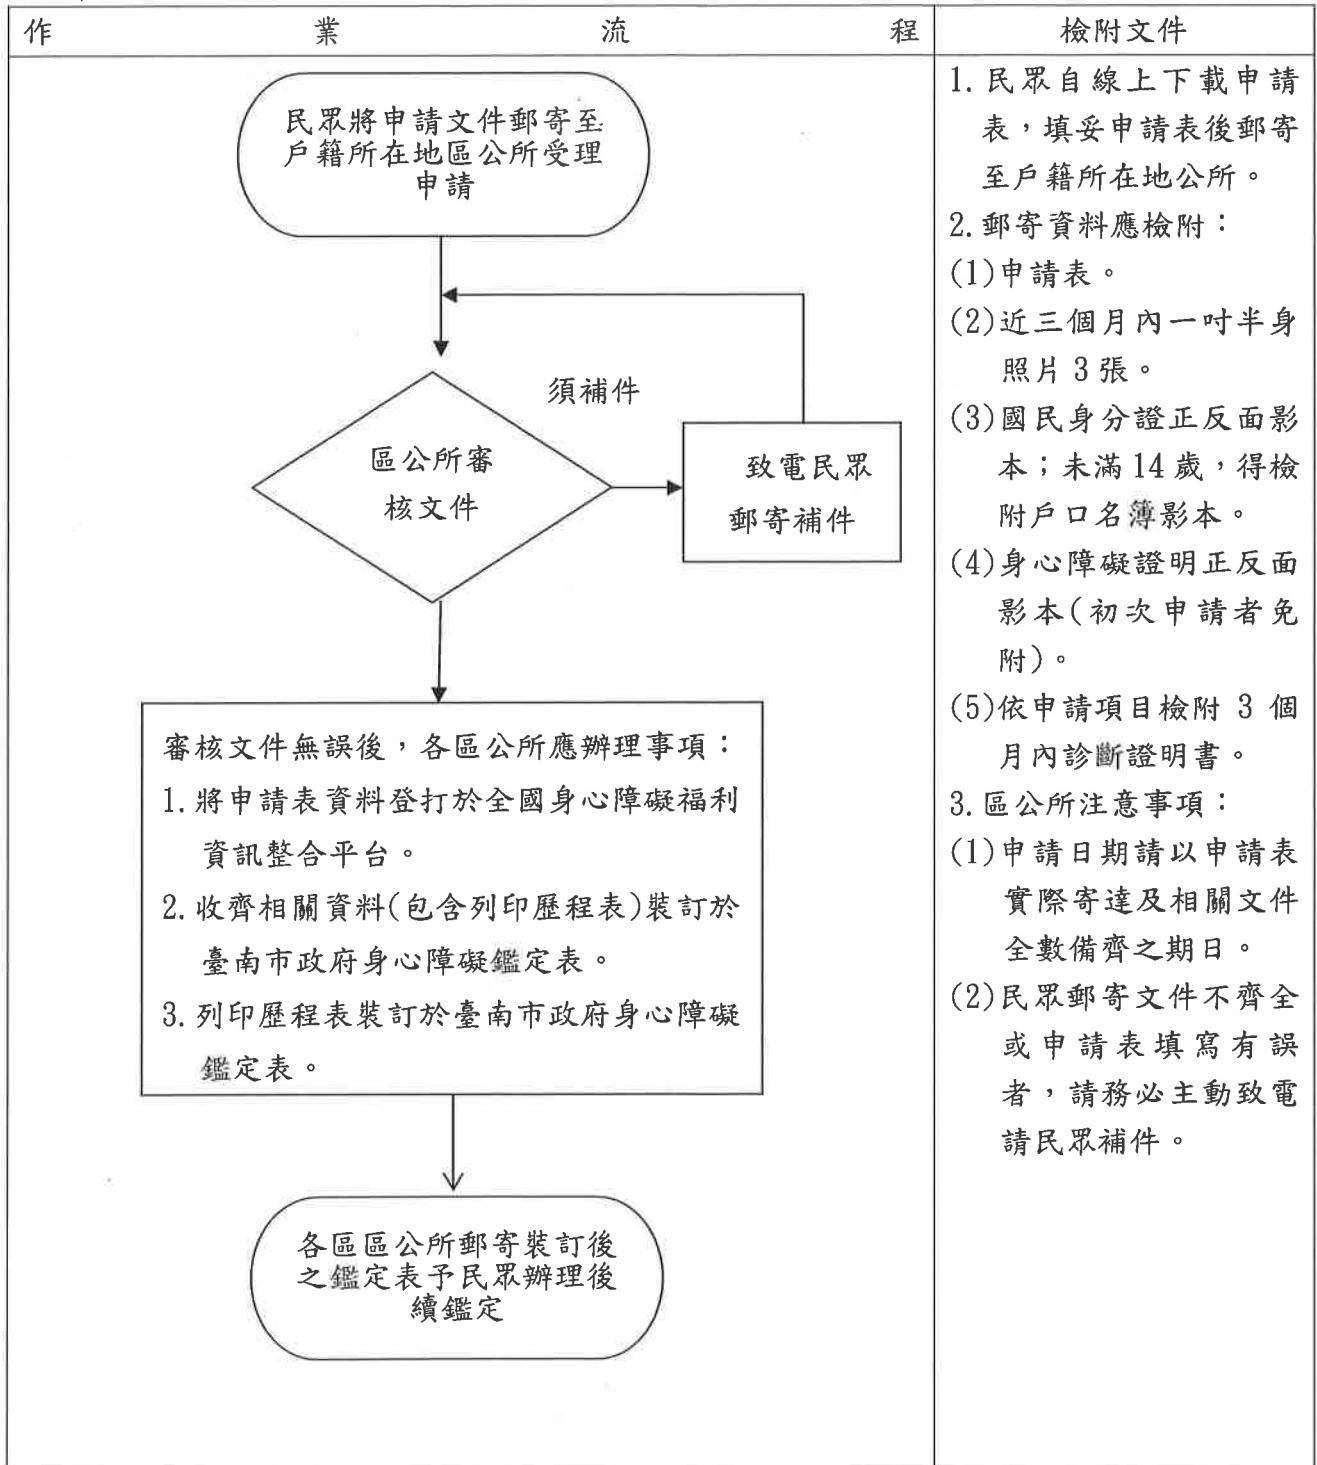 作業流程
檢附文件
民眾將申請文件郵寄至
戶籍所在地區公所受理
申請
須補件
區公所審
核文件
致電民眾
郵寄補件
審核文件無誤後，各區公所應辦理事項：
1.將申請表資料登打於全國身心障礙福利
資訊整合平台。
2.收齊相關資料(包含列印歷程表)裝訂於
臺南市政府身心障礙鑑定表。
3.列印歷程表裝訂於臺南市政府身心障礙
鑑定表。
各區區公所郵寄裝訂後
之鑑定表予民眾辦理後
續鑑定
1.民眾自線上下載申請
表，填妥申請表後郵寄
至戶籍所在地公所。
2.郵寄資料應檢附：
(1)申請表。
(2)近三個月內一吋半身
照片3張。
(3)國民身分證正反面影
本；未滿14歲，得檢
附戶口名簿影本。
(4)身心障礙證明正反面
影本(初次申請者免
附)。
(5)依申請項目檢附 3 個
月內診斷證明書。
3.區公所注意事項：
(1)申請日期請以申請表
實際寄達及相關文件
全數備齊之期日。
(2)民眾郵寄文件不齊全
或申請表填寫有誤
者，請務必主動致電
請民眾補件。